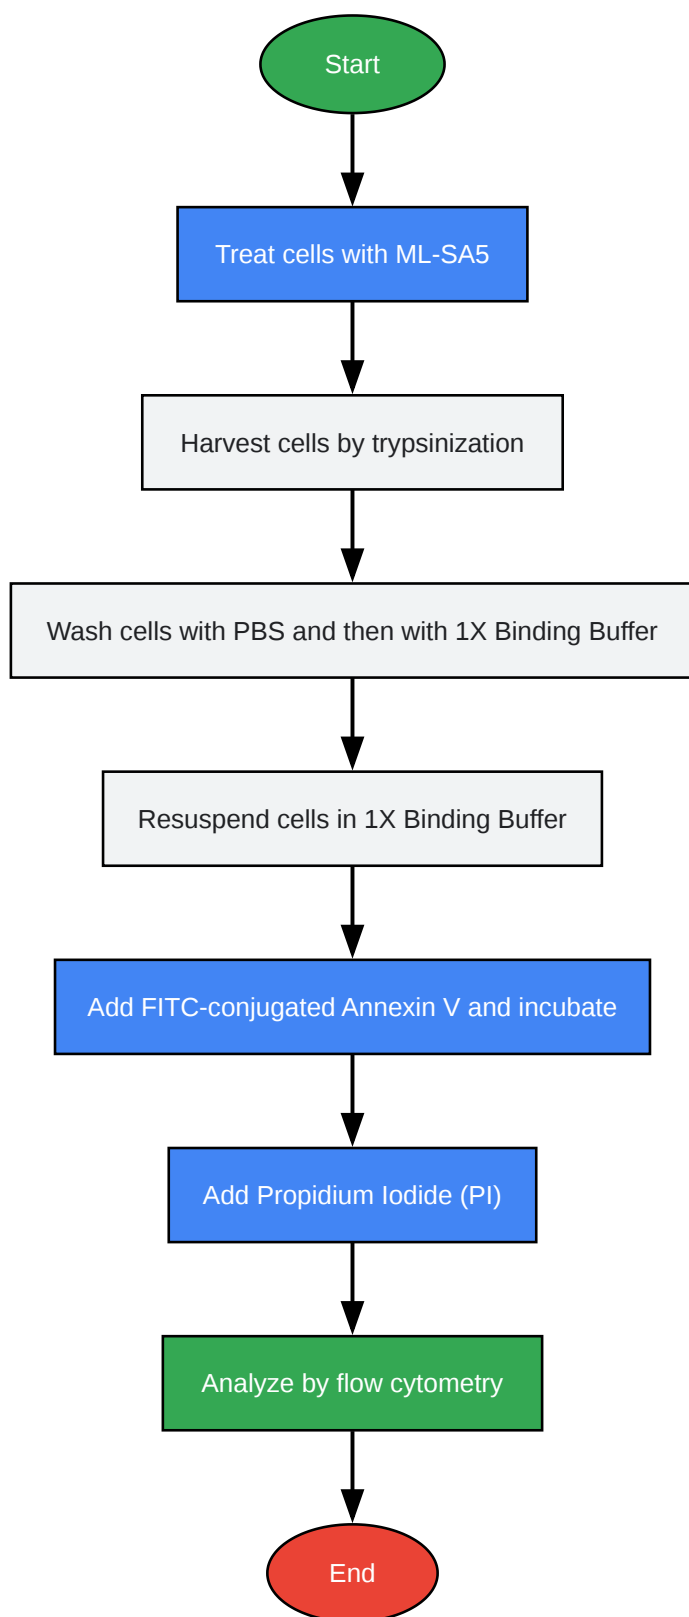 Start
Treat cells with ML-SA5
Harvest cells by trypsinization
Wash cells with PBS and then with 1X Binding Buffer
Resuspend cells in 1X Binding Buffer
Add FITC-conjugated Annexin V and incubate
Add Propidium Iodide (PI)
Analyze by flow cytometry
End